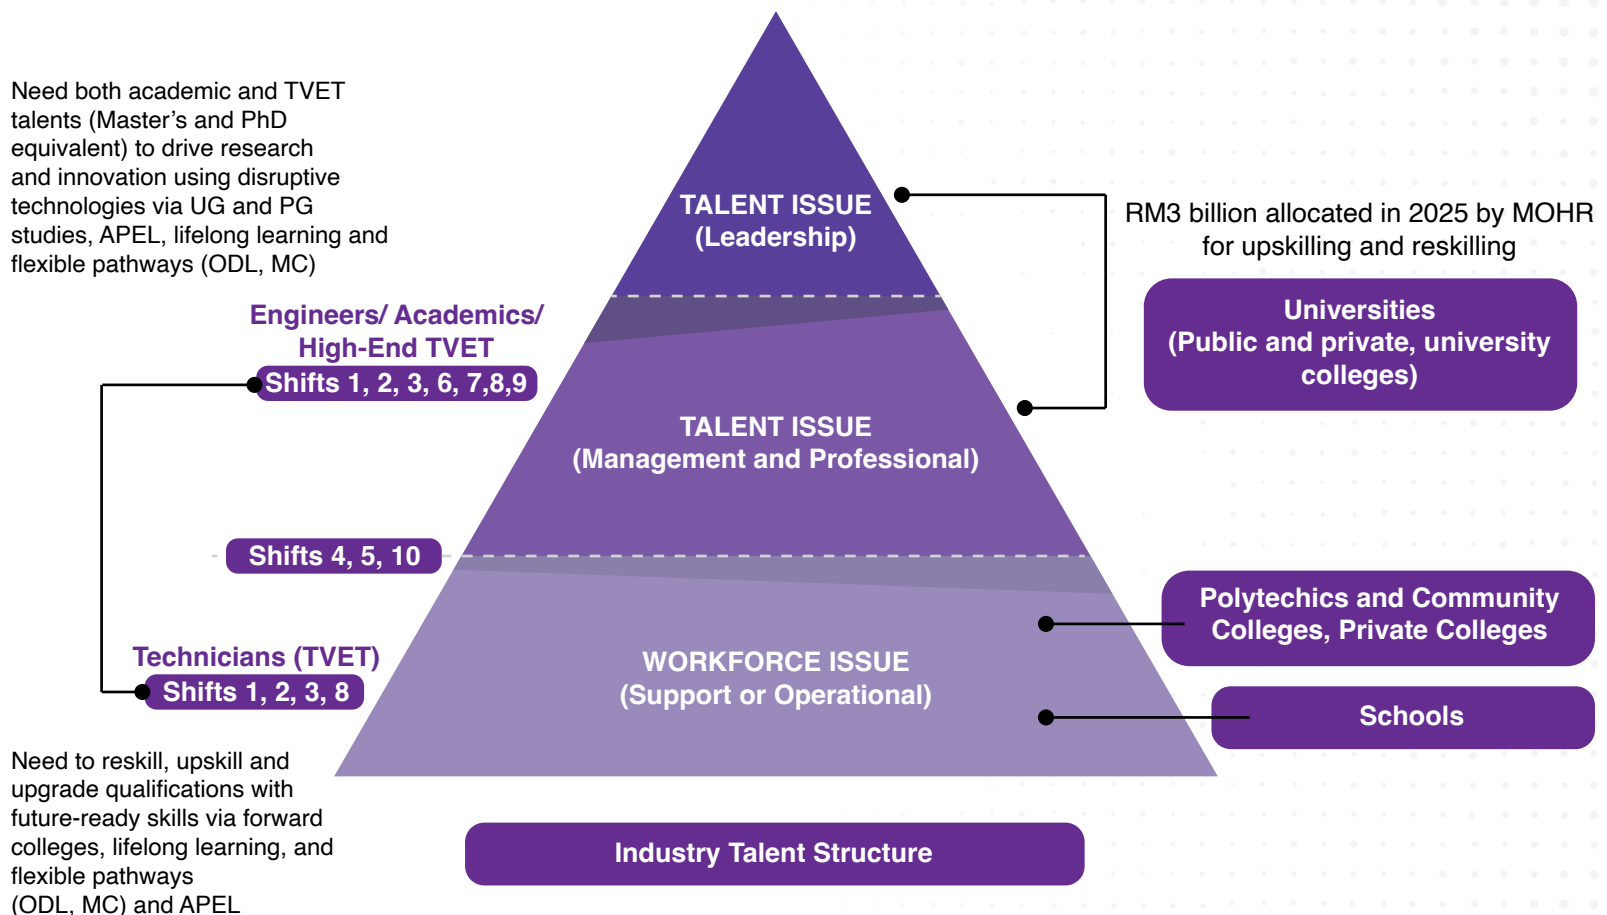 Need both academic and TVET
talents (Master’s and PhD
equivalent) to drive research
and innovation using disruptive
technologies via UG and PG
studies, APEL, lifelong learning and
flexible pathways (ODL, MC)
Engineers/ Academics/
High-End TVET
Shifts 1, 2, 3, 6, 7,8,9
Shifts 4, 5, 10
Technicians (TVET)
Shifts 1, 2, 3, 8
Need to reskill, upskill and
upgrade qualifications with
future-ready skills via forward
colleges, lifelong learning, and
flexible pathways
(ODL, MC) and APEL
TALENT ISSUE
(Leadership)
TALENT ISSUE
(Management and Professional)
WORKFORCE ISSUE
(Support or Operational)
RM3 billion allocated in 2025 by MOHR
for upskilling and reskilling
Universities
(Public and private, university
colleges)
Polytechics and Community
Colleges, Private Colleges
Schools
Industry Talent Structure